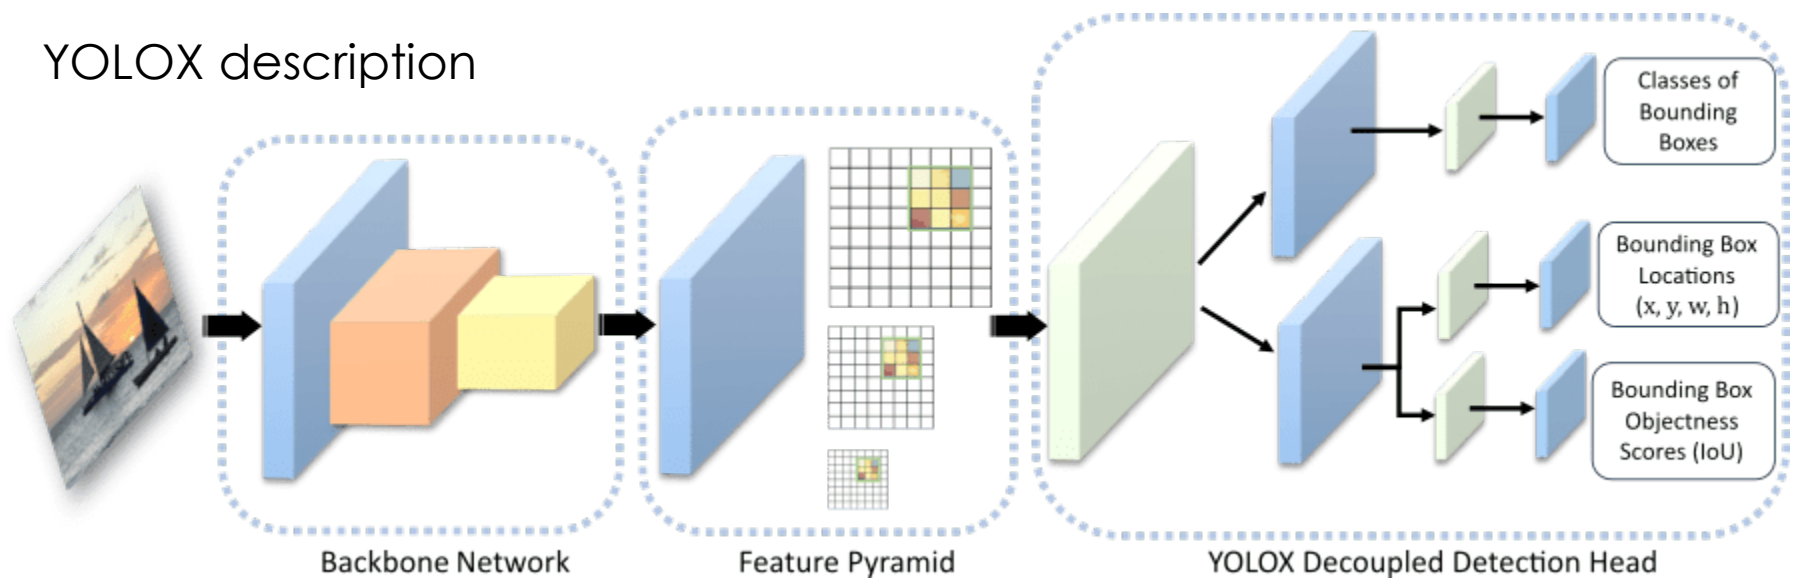 YOLOX description
Classes of
Bounding
Boxes
Bounding Box
Locations
(x, y, w, h)
Bounding Box
Objectness
Scores (IoU)
Backbone Network
Feature Pyramid
YOLOX Decoupled Detection Head